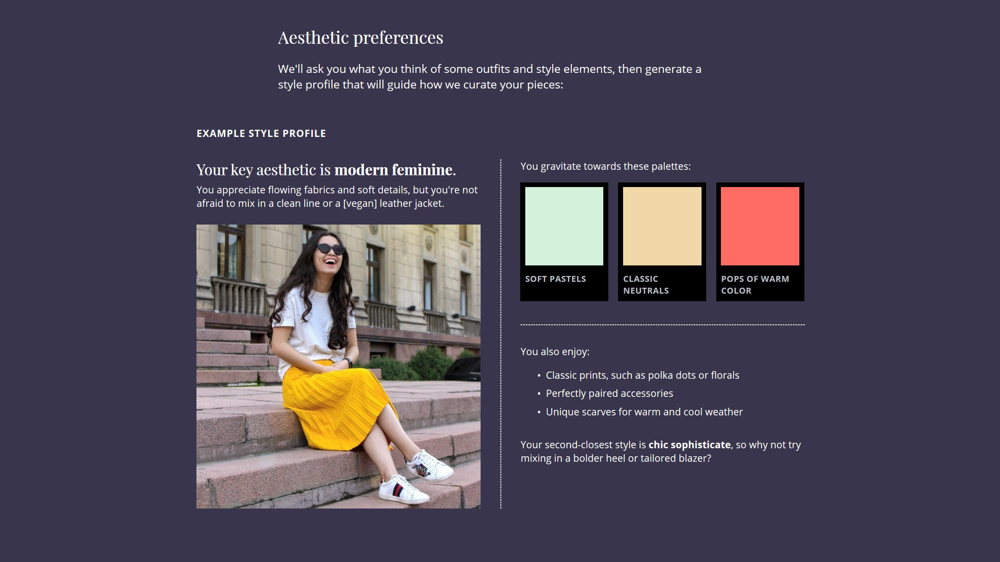 Aesthetic preferences
We'll ask you what you think of some outfits and style elements, then generate a
style profile that will guide how we curate your pieces:
EXAMPLE STYLE PROFILE
Your key aesthetic is modern feminine.
You appreciate flowing fabrics and soft details, but you're not
afraid to mix in a clean line or a [vegan] leather jacket.
You gravitate towards these palettes:
SOFT PASTELS
CLASSIC
NEUTRALS
POPS OF WARM
COLOR
You also enjoy:
• Classic prints, such as polka dots or florals
• Perfectly paired accessories
• Unique scarves for warm and cool weather
Your second-closest style is chic sophisticate, so why not try
mixing in a bolder heel or tailored blazer?